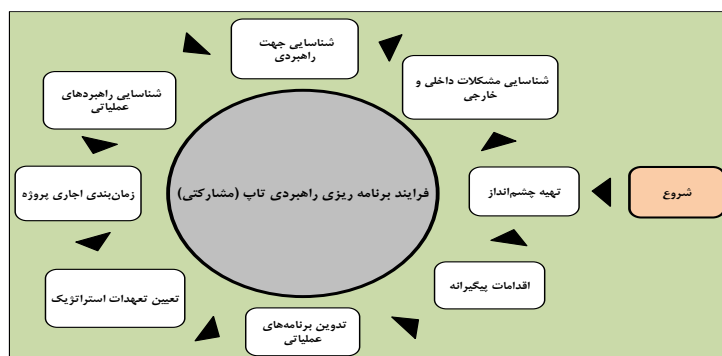 شناسایی جهت
راهبردی
شناسایی مشکلات داخلی و
خارجی
شناسایی راهبردهای
عملیاتی
شروع
تهیه چشم‌انداز
فرایند برنامه ریزی راهبردی تاپ (مشارکتی)
زمان‌بندی اجاری پروژه
اقدامات پیگیرانه
تعیین تعهدات استراتژیک
تدوین برنامه‌های
عملیاتی